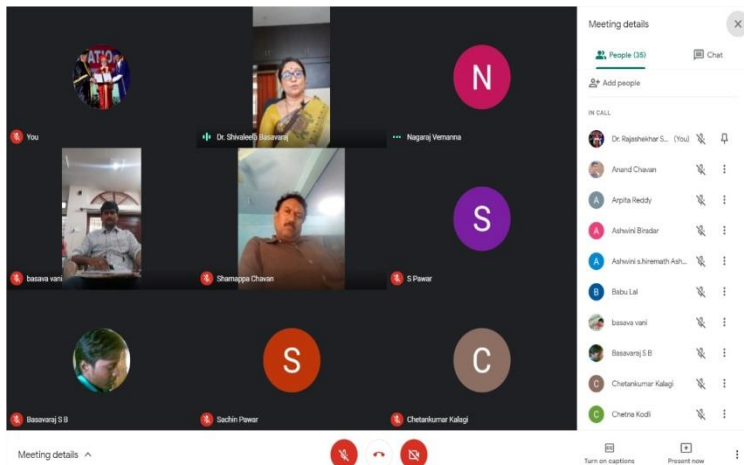 You
Dr. Shivaleela Basavaraj
N
Nagaraj Vemanna
basava vani
Shamappa Chavan
S
S Pawar
Basavaraj S B
S
Sachin Pawar
C
Chetankumar Kalagi
Meeting details
Meeting details
People (35)
Chat
Add people
IN CALL
Dr. Rajashekhar S... (You)
Anand Chavan
A Arpita Reddy
A Ashwini Biradar
A Ashwini s.hiremath Ash...
B Babu Lal
basava vani
Basavaraj S B
C Chetankumar Kalagi
C Chetna Kodli
Turn on captions
Present now